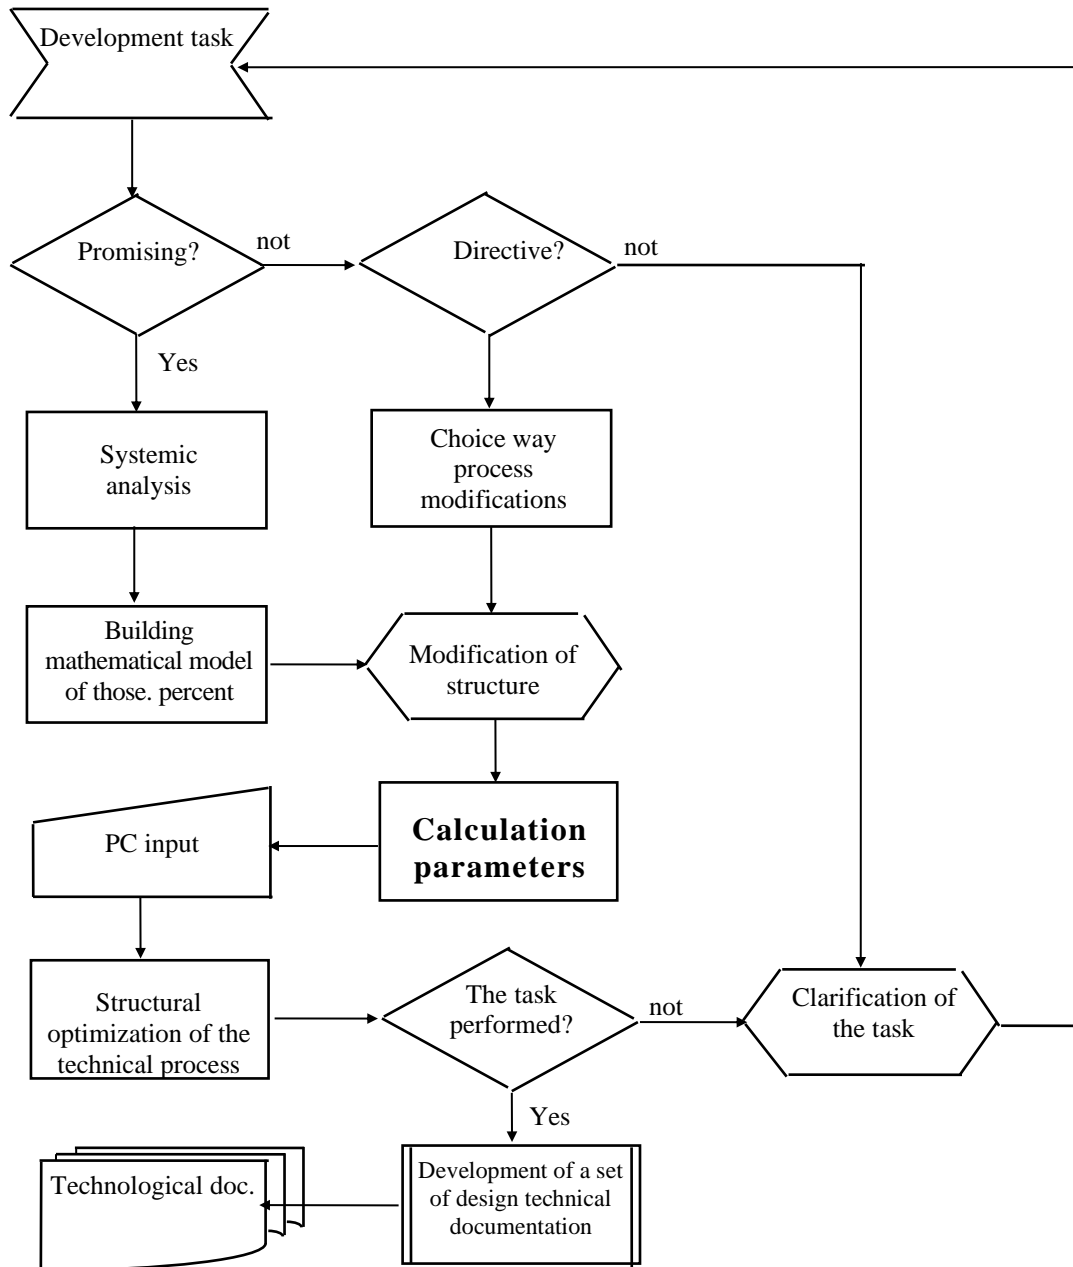 Development task
Promising?
not
Directive?
not
Yes
Systemic
analysis
Choice way
process
modifications
Building
mathematical model
of those. percent
Modification of
structure
PC input
Calculation
parameters
Structural
optimization of the
technical process
The task
performed?
not
Clarification of
the task
Yes
Technological doc.
Development of a set
of design technical
documentation